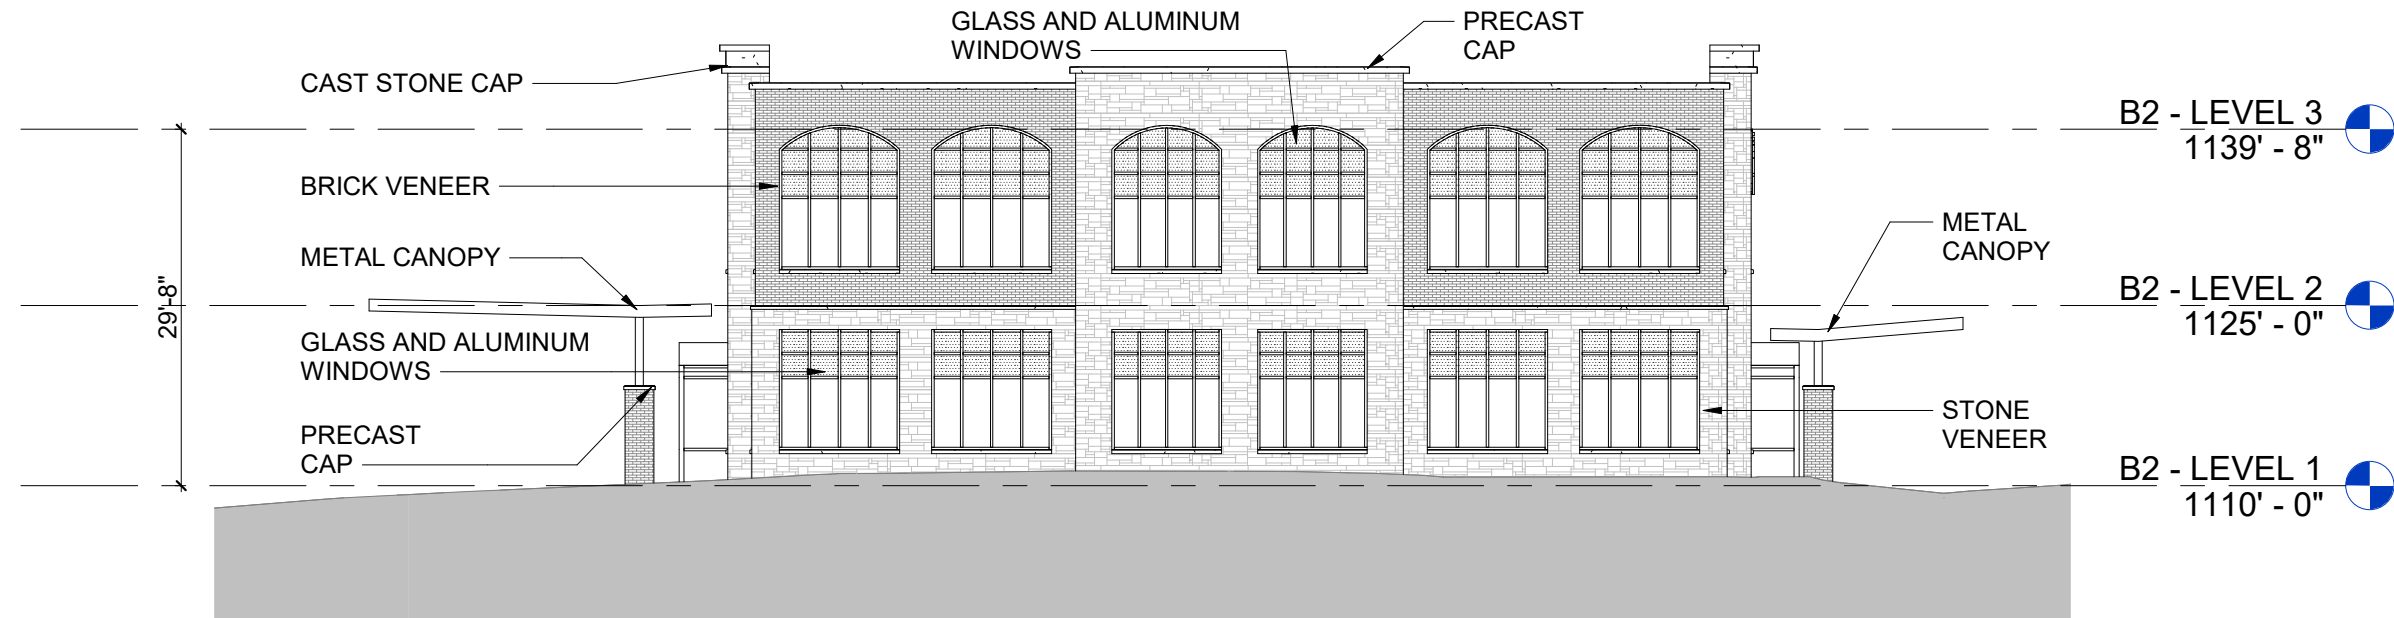 GLASS AND ALUMINUM
WINDOWS
PRECAST
CAP
CAST STONE CAP
B2 - LEVEL 3
1139' - 8"
BRICK VENEER
METAL CANOPY
METAL
CANOPY
29'-8"
B2 - LEVEL 2
1125' - 0"
GLASS AND ALUMINUM
WINDOWS
STONE
VENEER
PRECAST
CAP
B2 - LEVEL 1
1110' - 0"